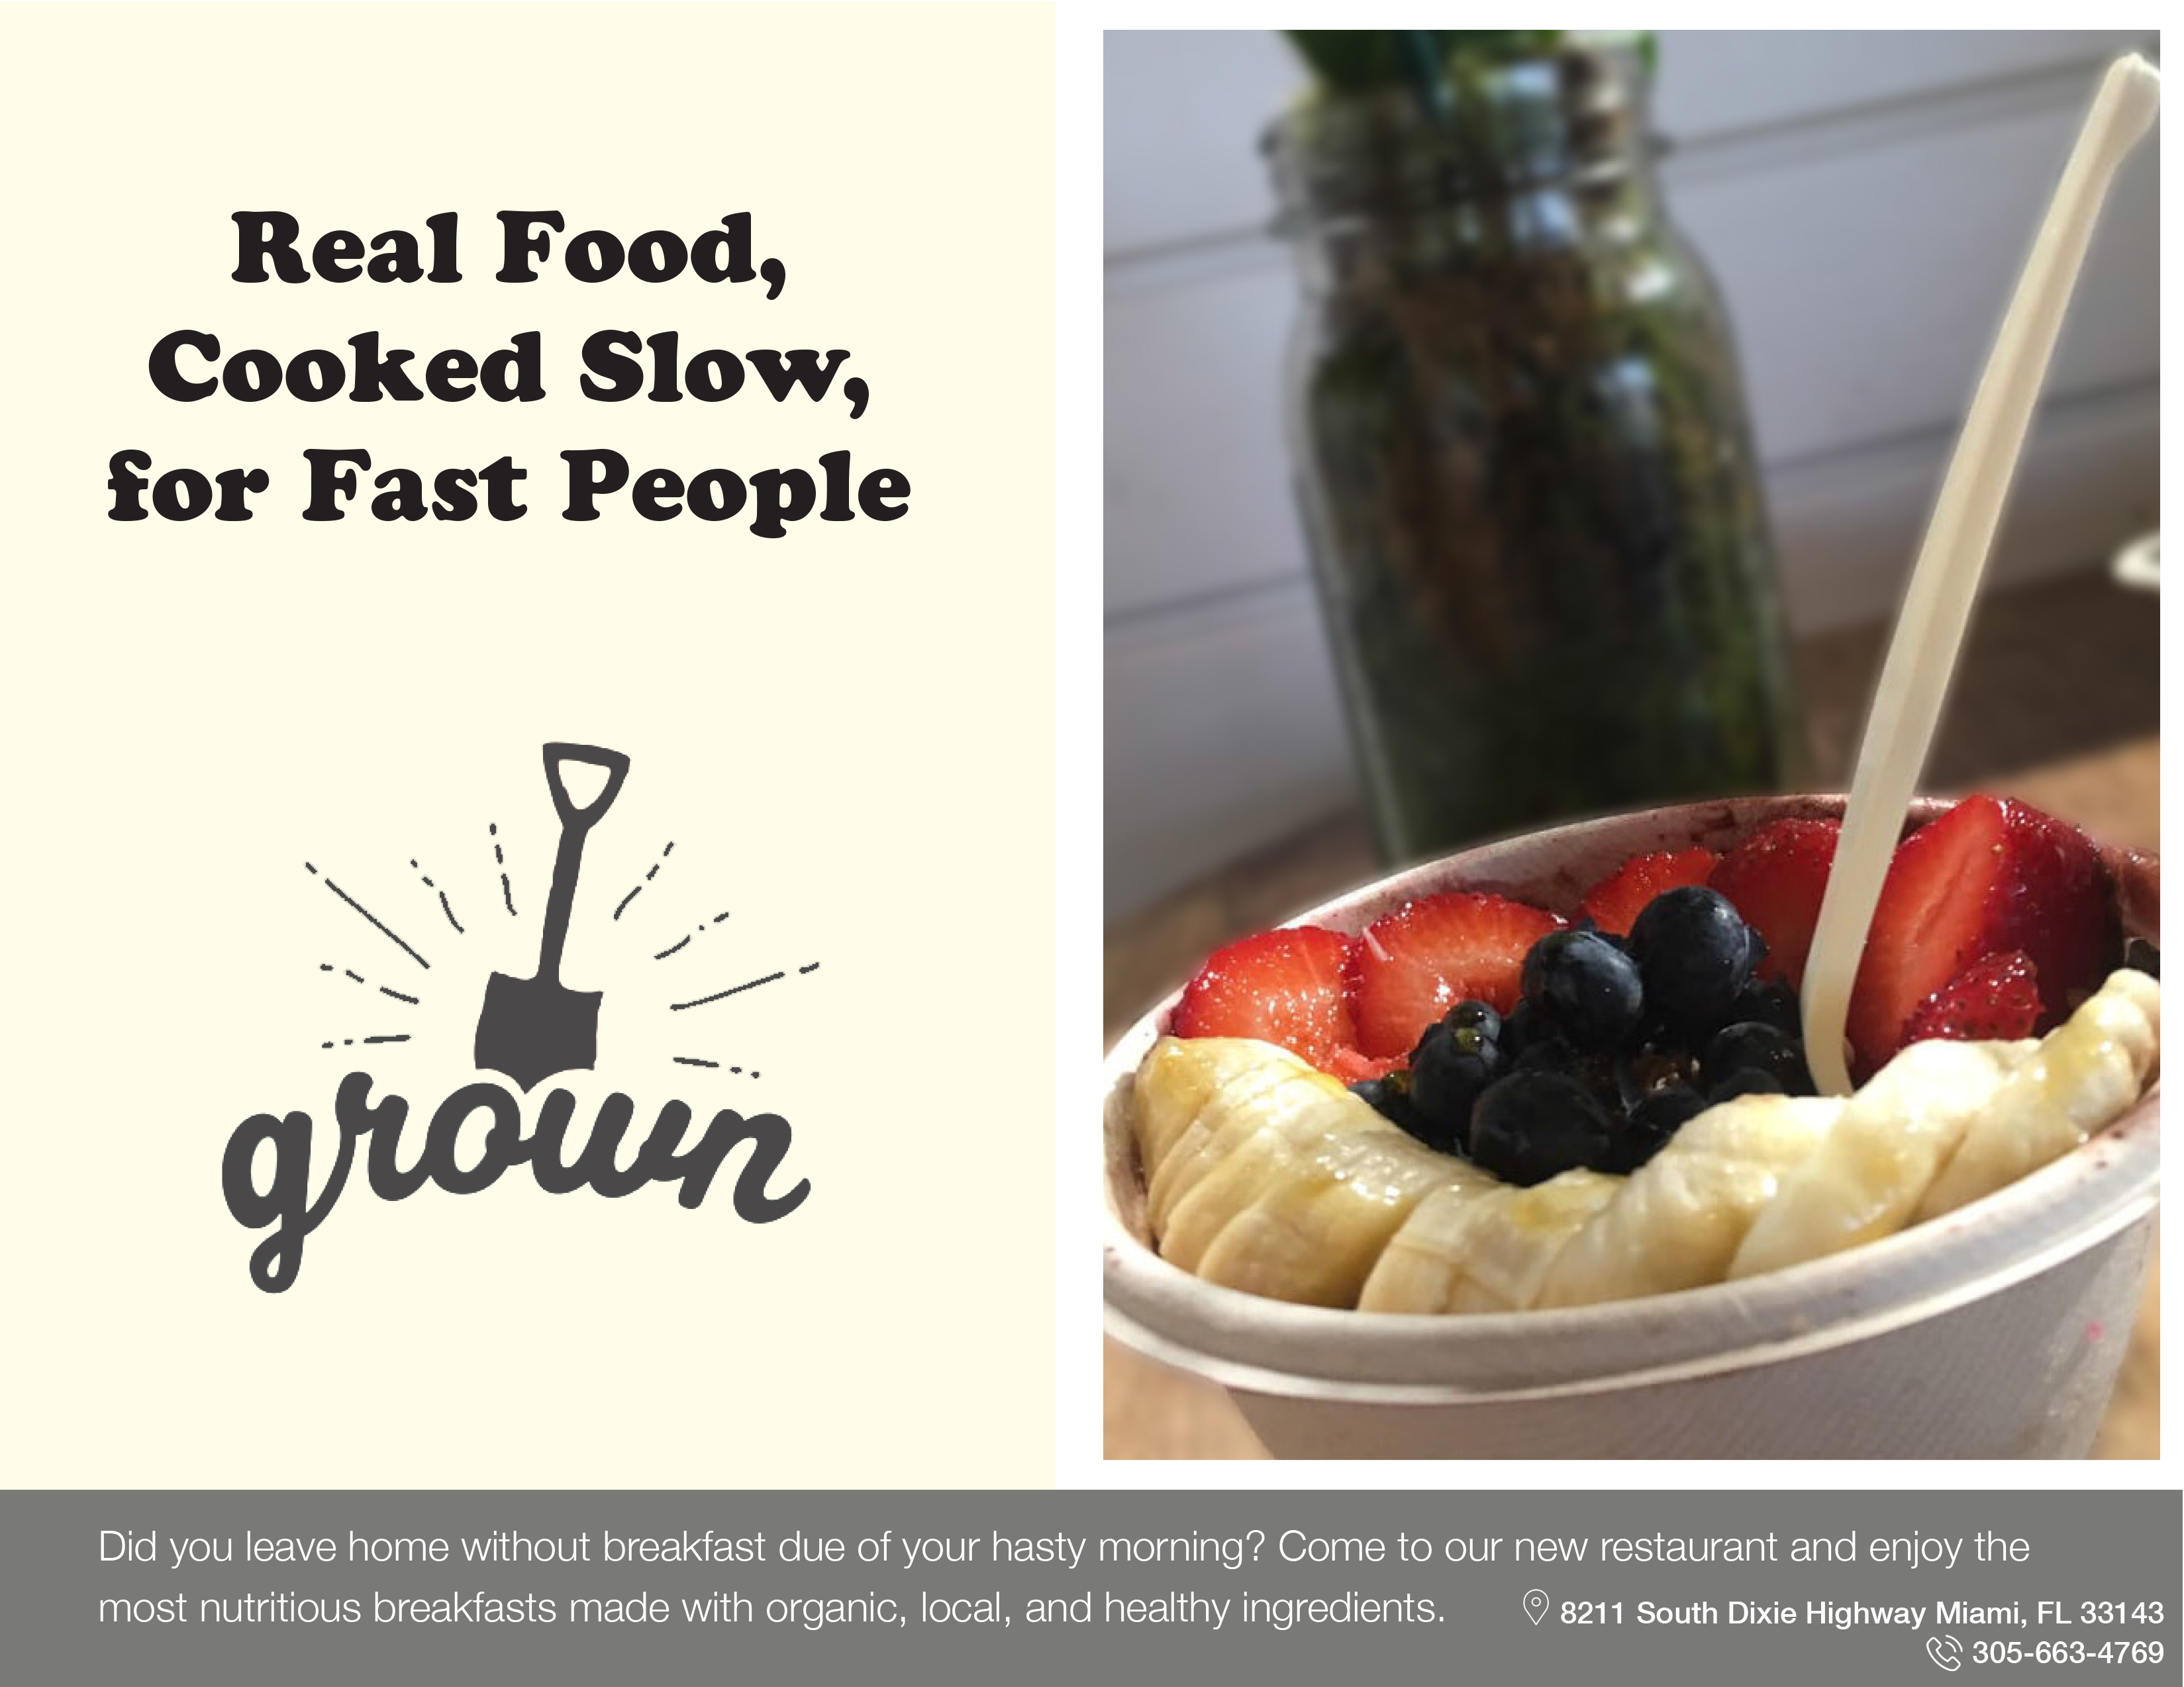 Real Food,
Cooked Slow,
for Fast People
grown
Did you leave home without breakfast due of your hasty morning? Come to our new restaurant and enjoy the
most nutritious breakfasts made with organic, local, and healthy ingredients.
8211 South Dixie Highway Miami, FL 33143
305-663-4769